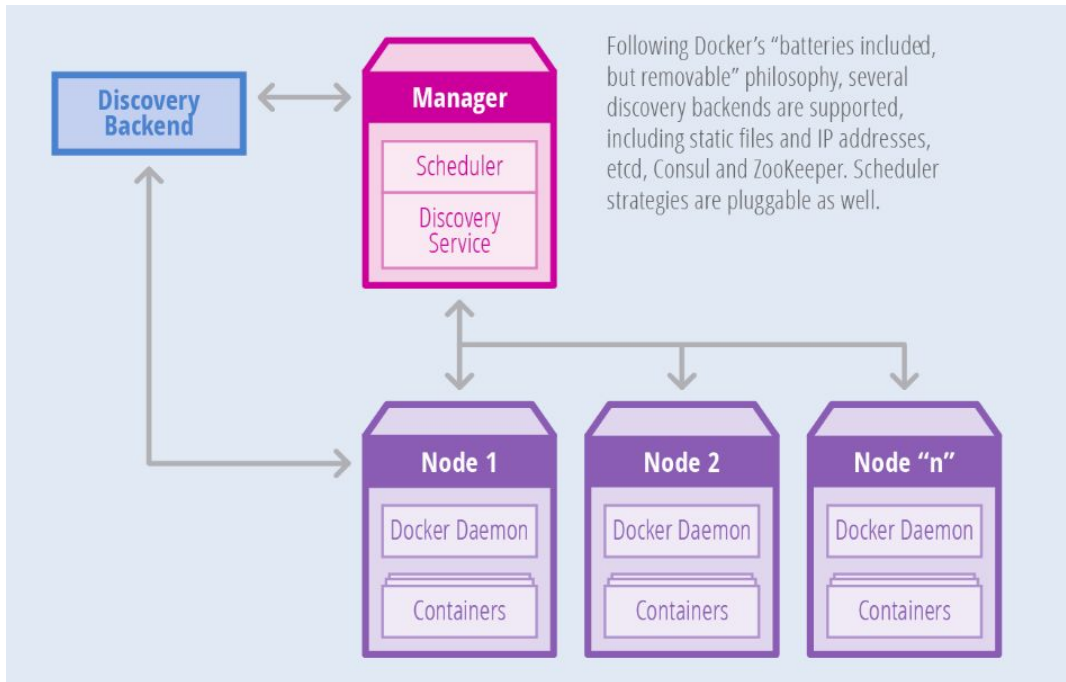 Discovery
Backend
Manager
Scheduler
Discovery
Service
Following Docker’s “batteries included,
but removable” philosophy, several
discovery backends are supported,
including static files and IP addresses,
etcd, Consul and ZooKeeper. Scheduler
strategies are pluggable as well.
Node 1
Docker Daemon
Containers
Node 2
Docker Daemon
Containers
Node “n”
Docker Daemon
Containers